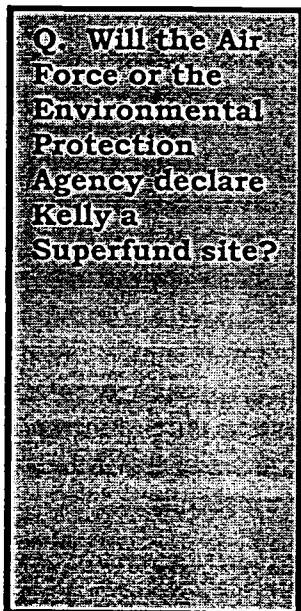 Q. Will the Air
Force or the
Environmental
Protection
Agency declare
Kelly a
Superfund site?